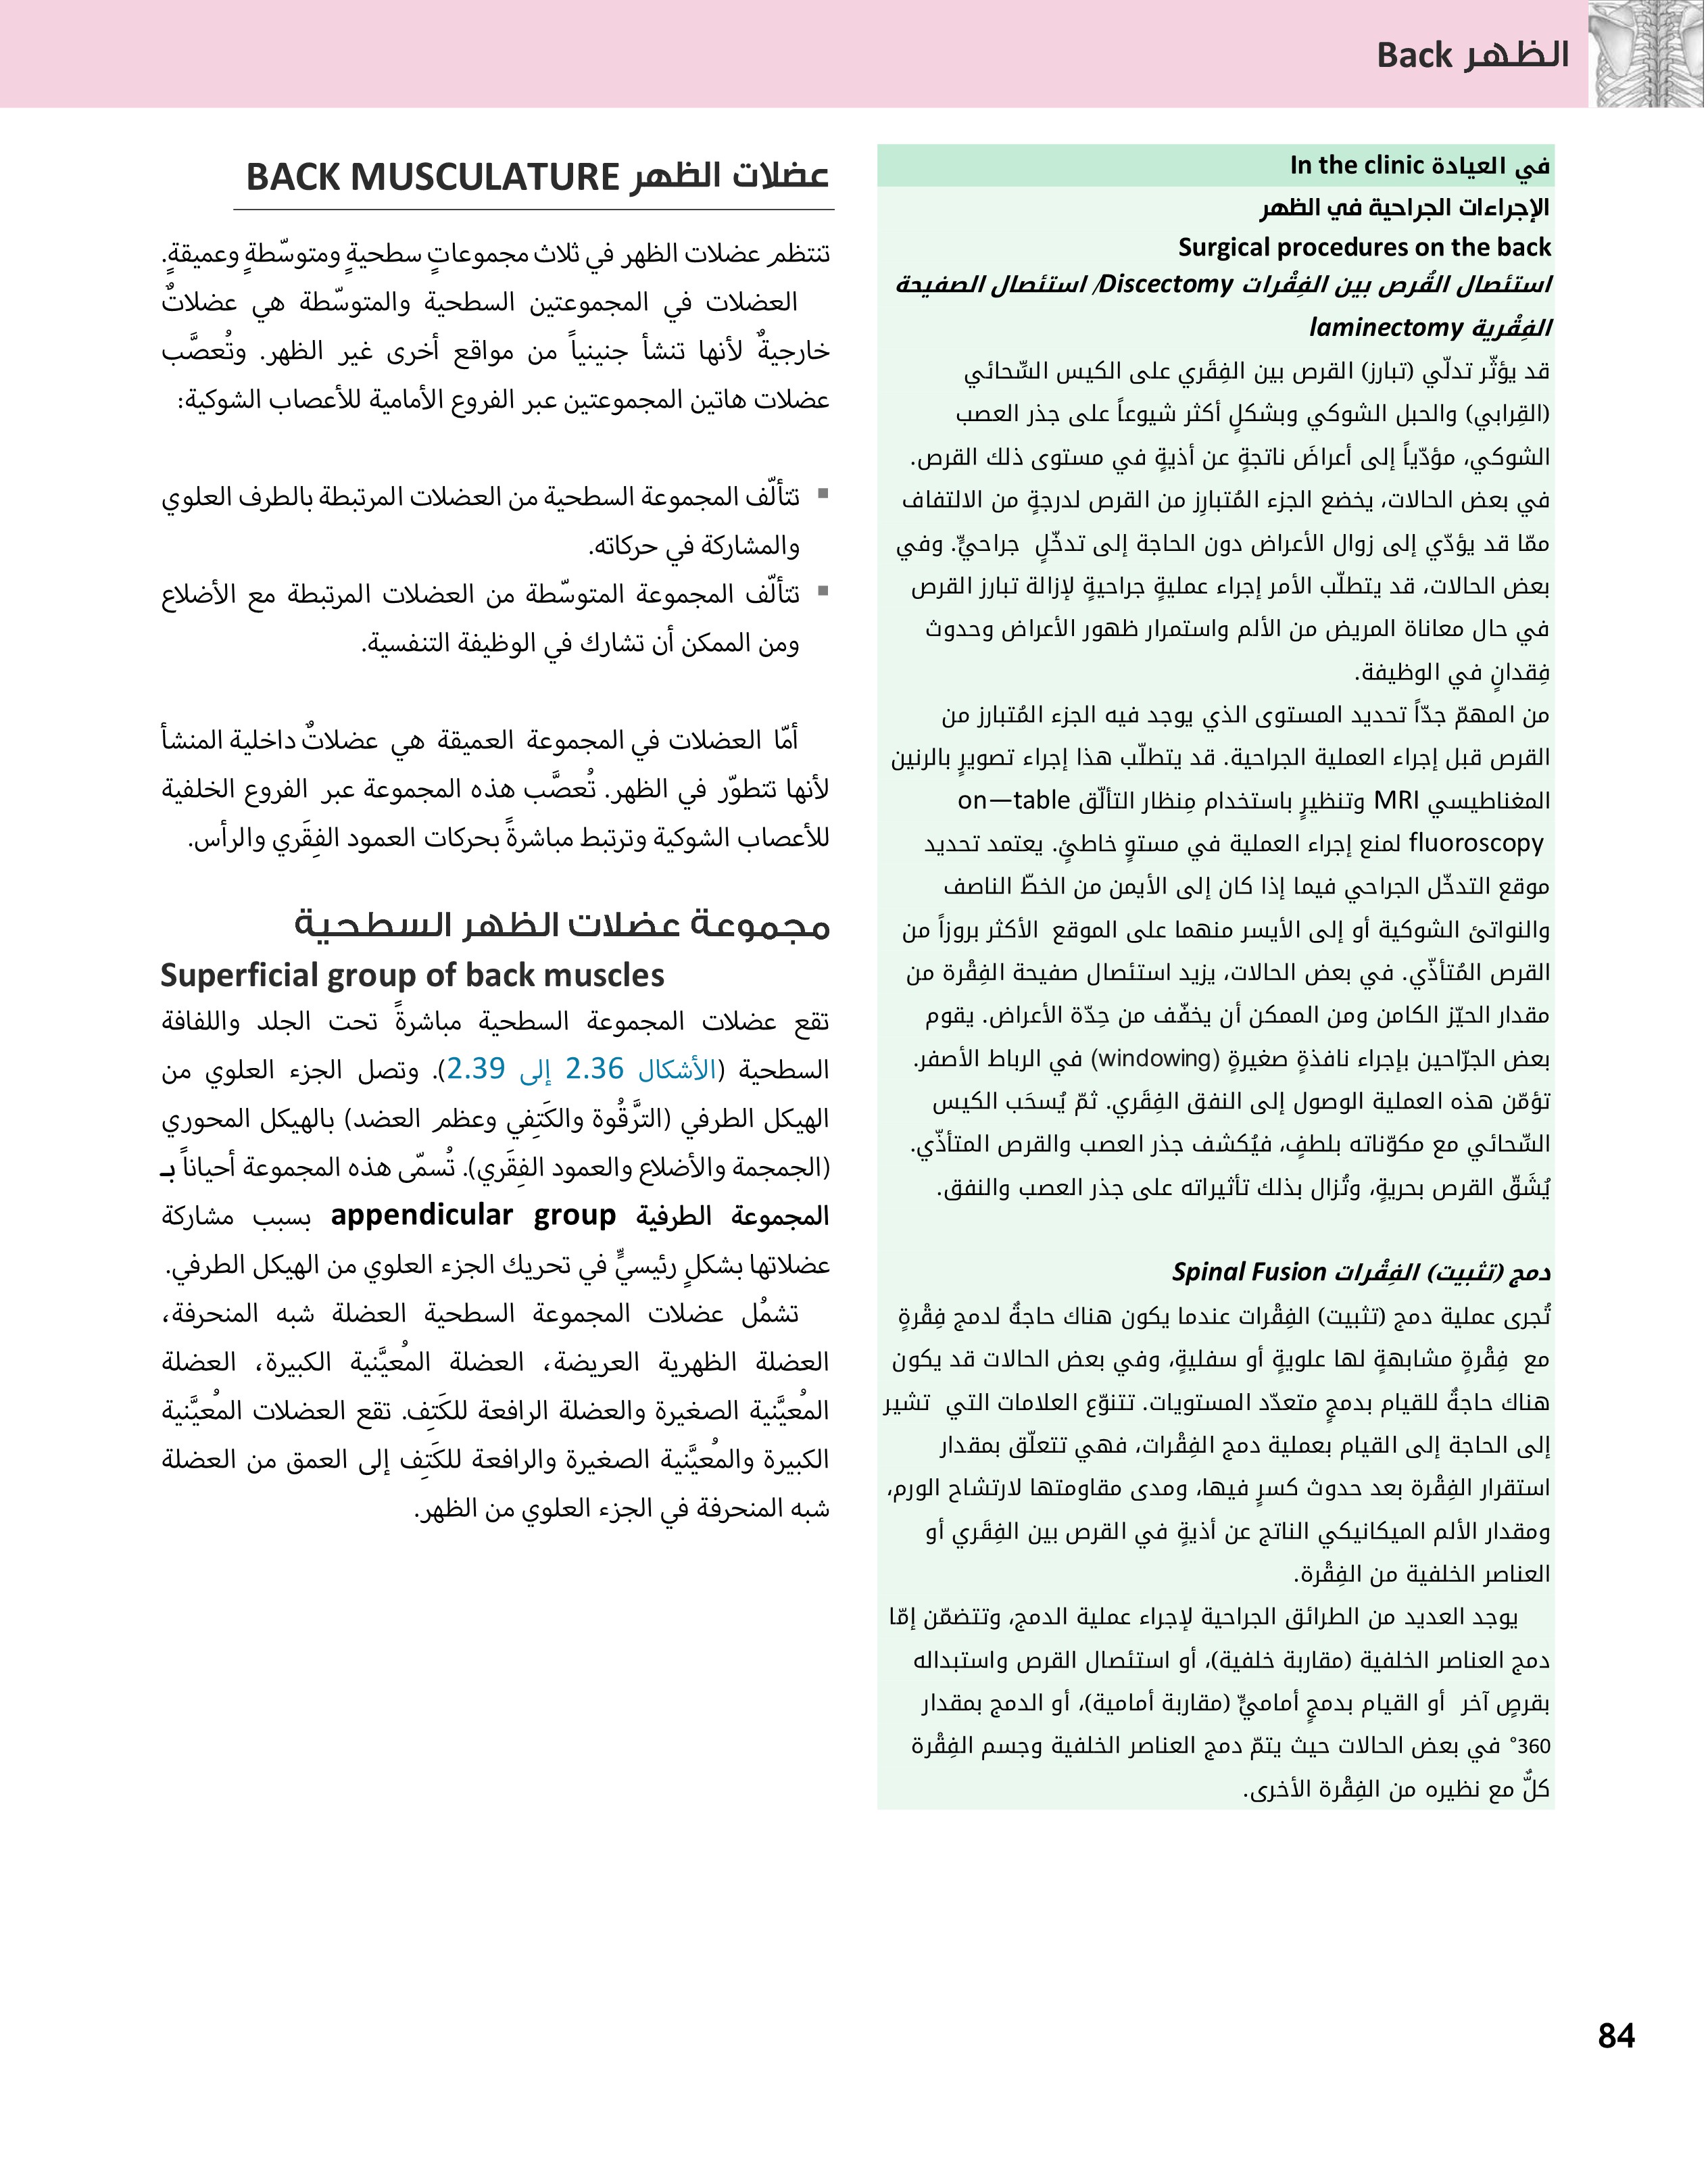 الظهر Back
في العيادة In the clinic
الإجراءات الجراحية في الظهر
Surgical procedures on the back
استئصال القُرص بين الفِقْرات Discectomy/ استئصال الصفيحة
الفِقْرية laminectomy
قد يؤثّر تدلّي (تبارز) القرص بين الفِقَري على الكيس السِّحائي
(القِرابي) والحبل الشوكي وبشكلٍ أكثر شيوعاً على جذر العصب
الشوكي، مؤدّياً إلى أعراضَ ناتجةٍ عن أذيةٍ في مستوى ذلك القرص.
في بعض الحالات، يخضع الجزء المُتبارِز من القرص لدرجةٍ من الالتفاف
ممّا قد يؤدّي إلى زوال الأعراض دون الحاجة إلى تدخّلٍ جراحيٍّ. وفي
بعض الحالات، قد يتطلّب الأمر إجراء عمليةٍ جراحيةٍ لإزالة تبارز القرص
في حال معاناة المريض من الألم واستمرار ظهور الأعراض وحدوث
فِقدانٍ في الوظيفة.
من المهمّ جدّاً تحديد المستوى الذي يوجد فيه الجزء المُتبارز من
القرص قبل إجراء العملية الجراحية. قد يتطلّب هذا إجراء تصويرٍ بالرنين
المغناطيسي MRI وتنظيرٍ باستخدام مِنظار التألّق on—table
fluoroscopy لمنع إجراء العملية في مستوٍ خاطئٍ. يعتمد تحديد
موقع التدخّل الجراحي فيما إذا كان إلى الأيمن من الخطّ الناصف
والنواتئ الشوكية أو إلى الأيسر منهما على الموقع الأكثر بروزاً من
القرص المُتأذّي. في بعض الحالات، يزيد استئصال صفيحة الفِقْرة من
مقدار الحيّز الكامن ومن الممكن أن يخفّف من حِدّة الأعراض. يقوم
بعض الجرّاحين بإجراء نافذةٍ صغيرةٍ (windowing) في الرباط الأصفر.
تؤمّن هذه العملية الوصول إلى النفق الفِقَري. ثمّ يُسحَب الكيس
السِّحائي مع مكوّناته بلطفٍ، فيُكشف جذر العصب والقرص المتأذّي.
يُشَقّ القرص بحريةٍ، وتُزال بذلك تأثيراته على جذر العصب والنفق.
دمج (تثبيت) الفِقْرات Spinal Fusion
تُجرى عملية دمج (تثبيت) الفِقْرات عندما يكون هناك حاجةٌ لدمج فِقْرةٍ
مع فِقْرةٍ مشابهةٍ لها علويةٍ أو سفليةٍ، وفي بعض الحالات قد يكون
هناك حاجةٌ للقيام بدمجٍ متعدّد المستويات. تتنوّع العلامات التي تشير
إلى الحاجة إلى القيام بعملية دمج الفِقْرات، فهي تتعلّق بمقدار
استقرار الفِقْرة بعد حدوث كسرٍ فيها، ومدى مقاومتها لارتشاح الورم،
ومقدار الألم الميكانيكي الناتج عن أذيةٍ في القرص بين الفِقَري أو
العناصر الخلفية من الفِقْرة.
يوجد العديد من الطرائق الجراحية لإجراء عملية الدمج، وتتضمّن إمّا
دمج العناصر الخلفية (مقاربة خلفية)، أو استئصال القرص واستبداله
بقرصٍ آخر أو القيام بدمجٍ أماميٍّ (مقاربة أمامية)، أو الدمج بمقدار
360° في بعض الحالات حيث يتمّ دمج العناصر الخلفية وجسم الفِقْرة
كلٌّ مع نظيره من الفِقْرة الأخرى.
عضلات الظهر BACK MUSCULATURE
تنتظم عضلات الظهر في ثلاث مجموعاتٍ سطحيةٍ ومتوسّطةٍ وعميقةٍ.
العضلات في المجموعتين السطحية والمتوسّطة هي عضلاتٌ
خارجيةٌ لأنها تنشأ جنينياً من مواقع أخرى غير الظهر. وتُعصَّب
عضلات هاتين المجموعتين عبر الفروع الأمامية للأعصاب الشوكية:
▪ تتألّف المجموعة السطحية من العضلات المرتبطة بالطرف العلوي
والمشاركة في حركاته.
▪ تتألّف المجموعة المتوسّطة من العضلات المرتبطة مع الأضلاع
ومن الممكن أن تشارك في الوظيفة التنفسية.
أمّا العضلات في المجموعة العميقة هي عضلاتٌ داخلية المنشأ
لأنها تتطوّر في الظهر. تُعصَّب هذه المجموعة عبر الفروع الخلفية
للأعصاب الشوكية وترتبط مباشرةً بحركات العمود الفِقَري والرأس.
مجموعة عضلات الظهر السطحية
Superficial group of back muscles
تقع عضلات المجموعة السطحية مباشرةً تحت الجلد واللفافة
السطحية (الأشكال 2.36 إلى 2.39). وتصل الجزء العلوي من
الهيكل الطرفي (التَّرقُوة والكَتِفي وعظم العضد) بالهيكل المحوري
(الجمجمة والأضلاع والعمود الفِقَري). تُسمّى هذه المجموعة أحياناً بـ
المجموعة الطرفية appendicular group بسبب مشاركة
عضلاتها بشكلٍ رئيسيٍّ في تحريك الجزء العلوي من الهيكل الطرفي.
تشمُل عضلات المجموعة السطحية العضلة شبه المنحرفة،
العضلة الظهرية العريضة، العضلة المُعيَّنية الكبيرة، العضلة
المُعيَّنية الصغيرة والعضلة الرافعة للكَتِف. تقع العضلات المُعيَّنية
الكبيرة والمُعيَّنية الصغيرة والرافعة للكَتِف إلى العمق من العضلة
شبه المنحرفة في الجزء العلوي من الظهر.
84